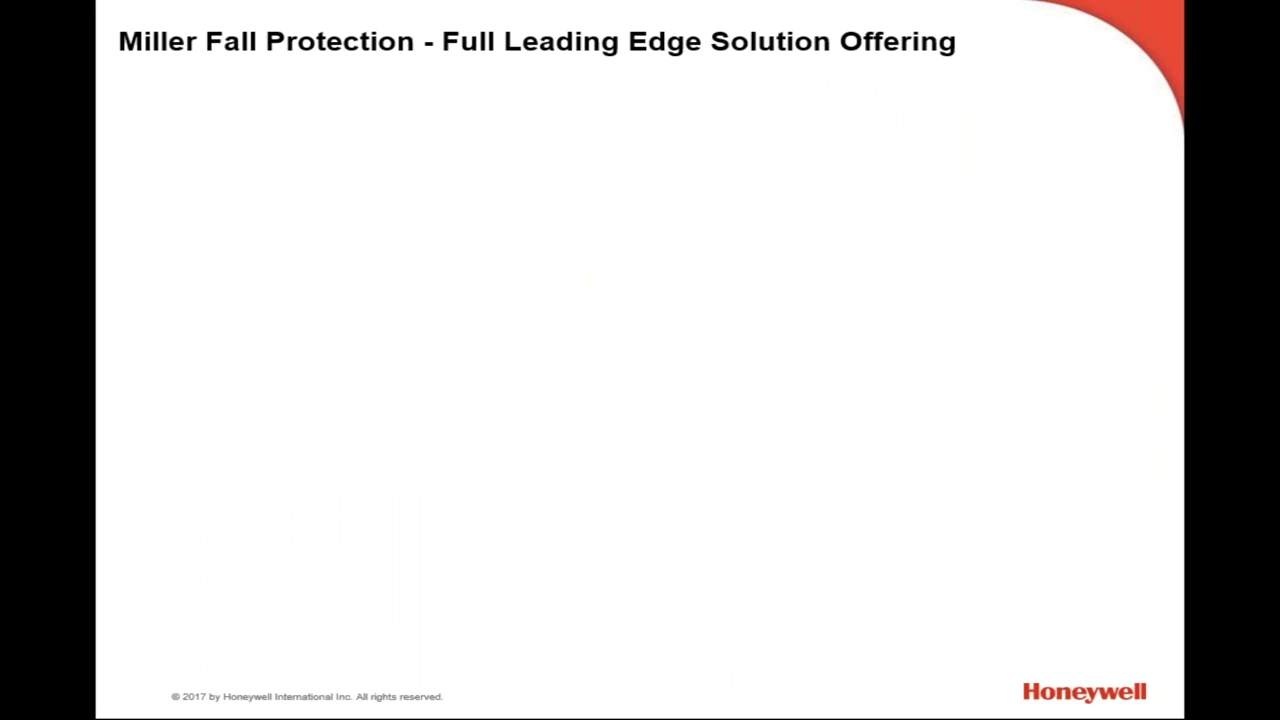 Miller Fall Protection - Full Leading Edge Solution Offering
© 2017 by Honeywell International Inc. All rights reserved.
Honeywell